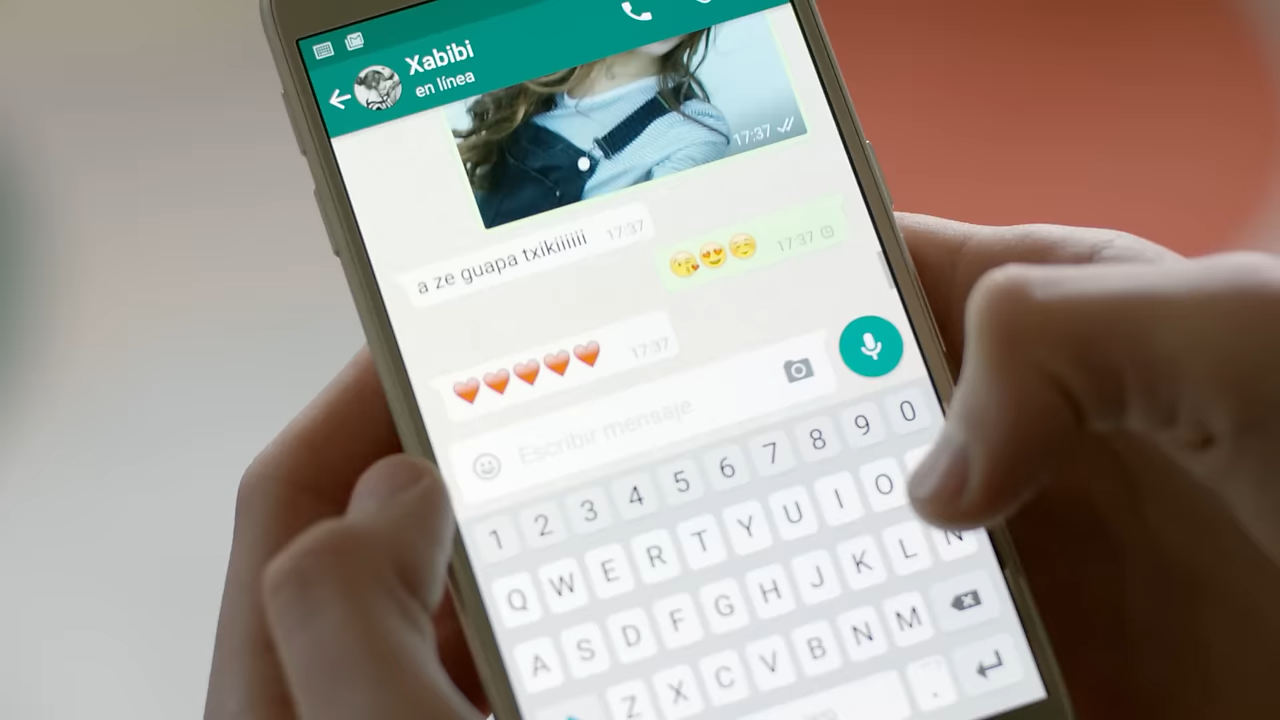 Xabibi
en línea
17:37
a ze guapa txikiiiiii 17:37
😘😍☺️ 17:37
❤️❤️❤️❤️❤️ 17:37
Escribir mensaje
1 2 3 4 5 6 7 8 9 0
Q W E R T Y U I O
A S D F G H J K L Ñ
Z X C V B N M
.